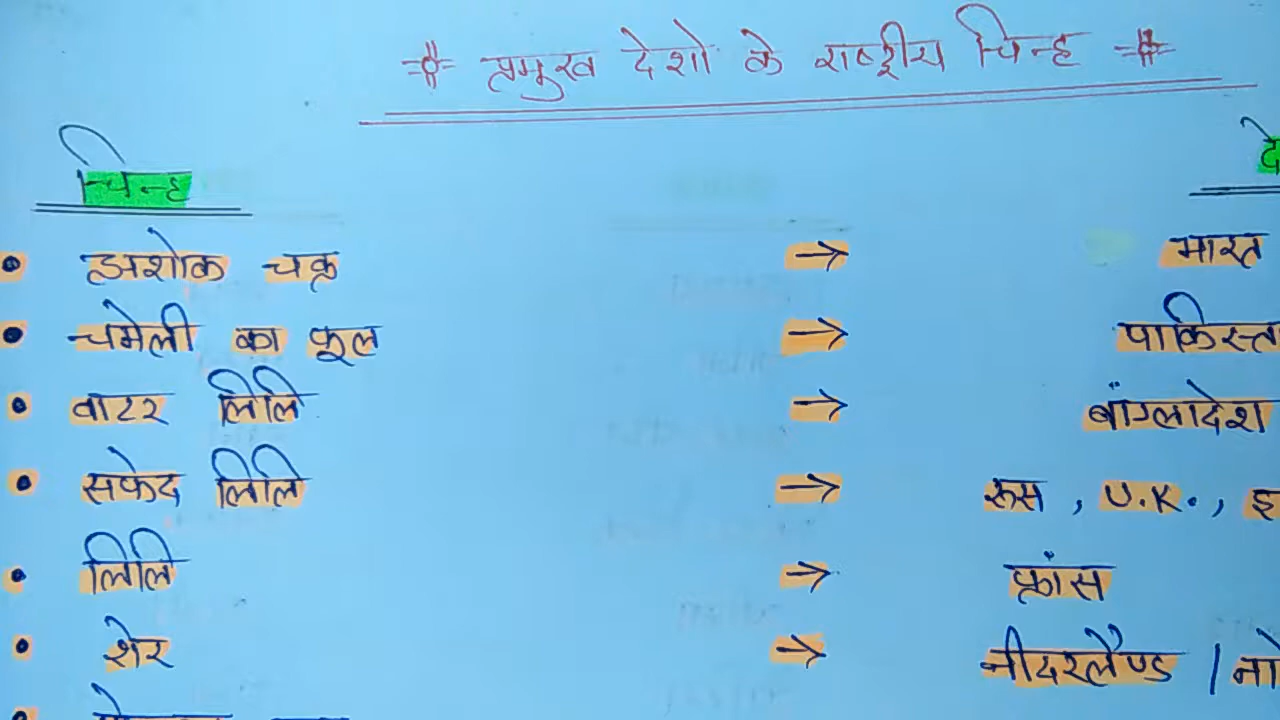 प्रमुख देशो के राष्ट्रीय चिन्ह
चिन्ह
अशोक चक्र → भारत
चमेली का फूल →
वाटर लिलि → बांग्लादेश
सफेद लिलि → रूस , U.K. ,
लिलि → फ्रांस
शेर → नीदरलैण्ड /